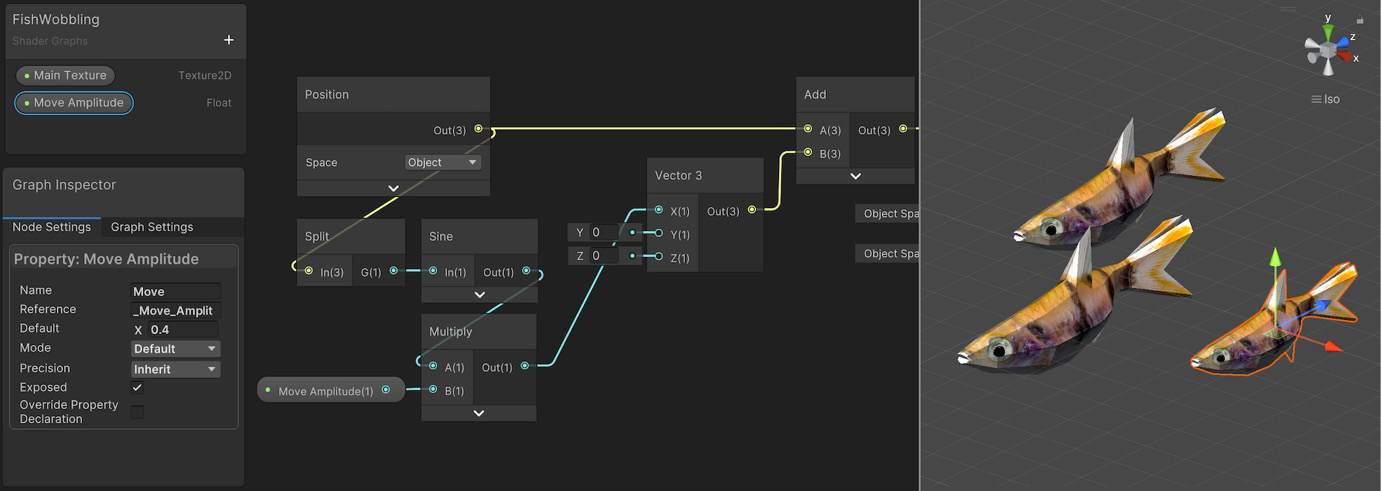 FishWobbling
Shader Graphs
+
Main Texture Texture2D
Move Amplitude Float
Graph Inspector
Node Settings Graph Settings
Property: Move Amplitude
Name Move
Reference _Move_Amplit
Default X 0.4
Mode Default
Precision Inherit
Exposed
Override Property
Declaration
Position
Out(3)
Space Object
Split
In(3) G(1)
Sine
In(1) Out(1)
Multiply
A(1) Out(1)
B(1)
Move Amplitude(1)
Y 0
Z 0
Vector 3
X(1) Out(3)
Y(1)
Z(1)
Add
A(3) Out(3)
B(3)
Object Spa
Object Spa
y
z
x
Iso